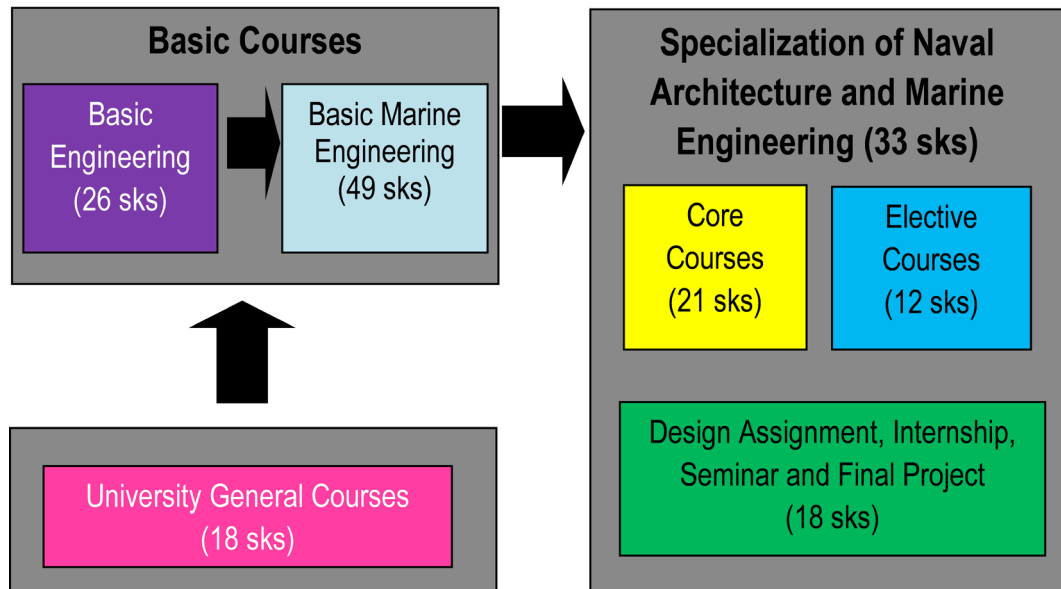 Basic Courses
Basic
Engineering
(26 sks)
Basic Marine
Engineering
(49 sks)
University General Courses
(18 sks)
Specialization of Naval
Architecture and Marine
Engineering (33 sks)
Core
Courses
(21 sks)
Elective
Courses
(12 sks)
Design Assignment, Internship,
Seminar and Final Project
(18 sks)